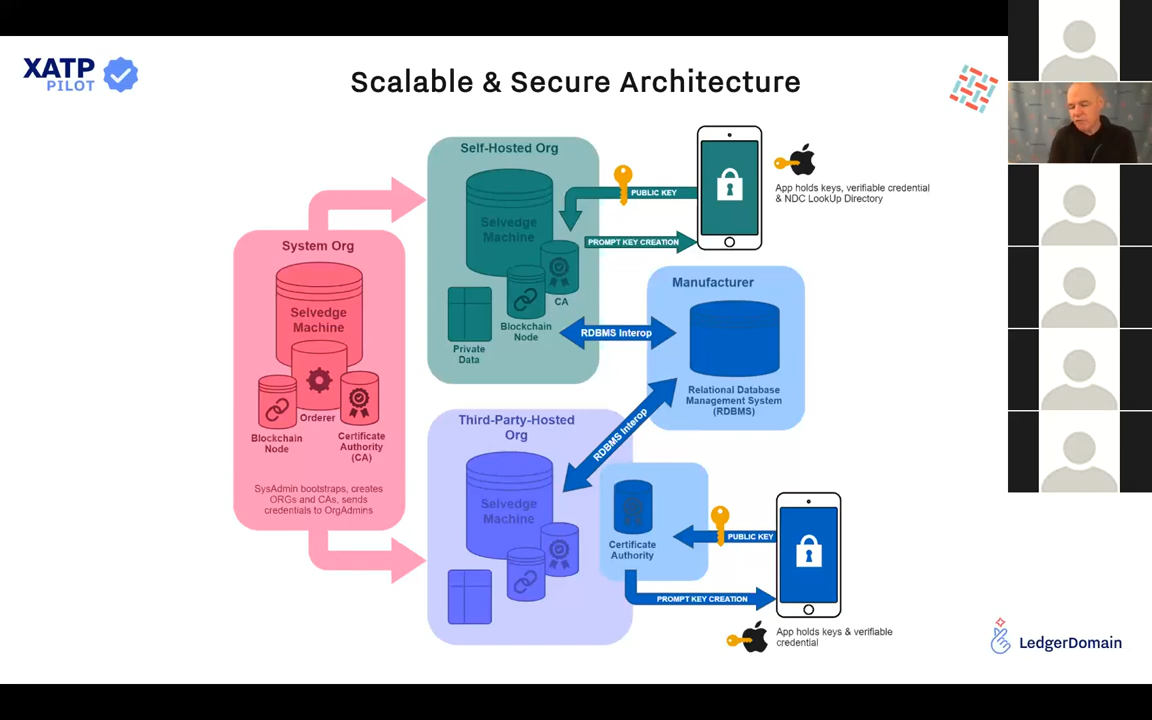 XATP
PILOT
Scalable & Secure Architecture
System Org
Selvedge
Machine
Orderer
Blockchain
Node
Certificate
Authority
(CA)
SysAdmin bootstraps, creates
ORGs and CAs, sends
credentials to OrgAdmins
Self-Hosted Org
Selvedge
Machine
CA
Blockchain
Node
Private
Data
PUBLIC KEY
PROMPT KEY CREATION
App holds keys, verifiable credential
& NDC LookUp Directory
RDBMS Interop
Manufacturer
Relational Database
Management System
(RDBMS)
RDBMS Interop
Third-Party-Hosted
Org
Selvedge
Machine
Certificate
Authority
PUBLIC KEY
PROMPT KEY CREATION
App holds keys & verifiable
credential
LedgerDomain